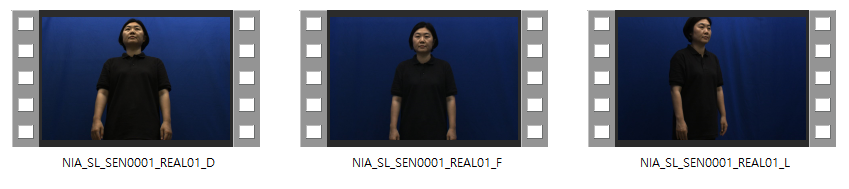 NIA_SL_SEN0001_REAL01_D
NIA_SL_SEN0001_REAL01_F
NIA_SL_SEN0001_REAL01_L